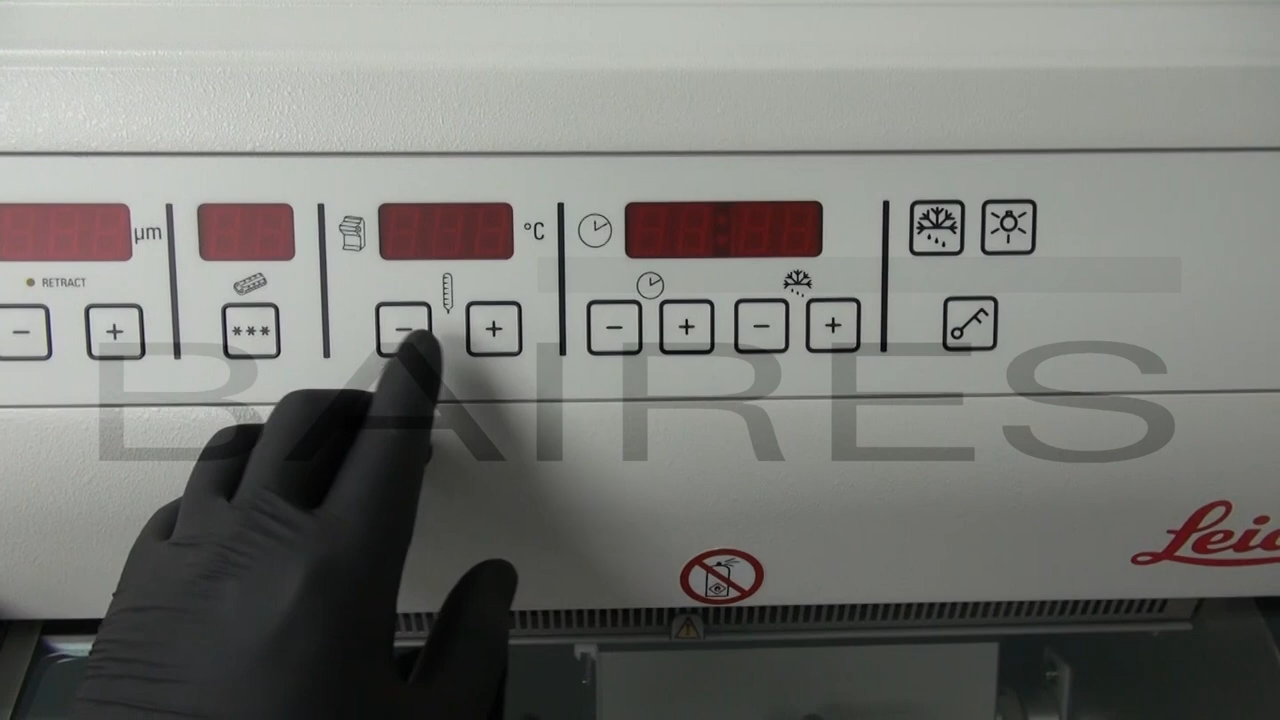 µm
°C
RETRACT
- + *** - + - + - +
BAIRES
Leic